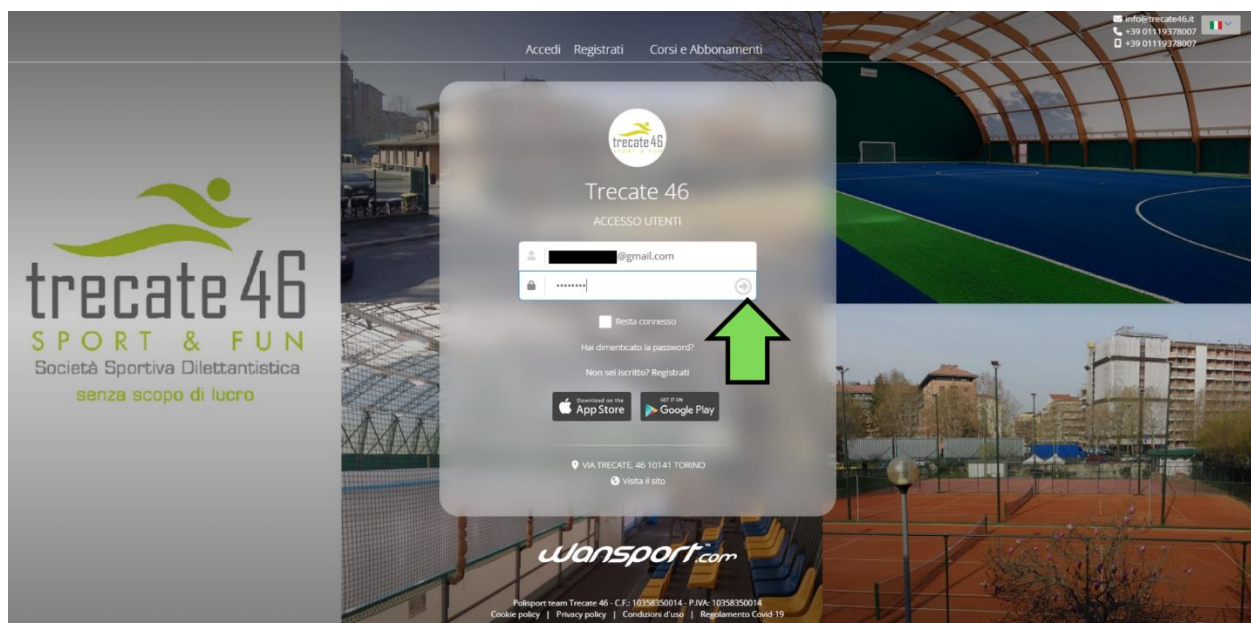 info@trecate46.it
+39 01119378007
+39 01119378007
Accedi Registrati Corsi e Abbonamenti
trecate 46
SPORT & FUN
Società Sportiva Dilettantistica
senza scopo di lucro
trecate 46
SPORT & FUN
Trecate 46
ACCESSO UTENTI
@gmail.com
••••••••
Resta connesso
Hai dimenticato la password?
Non sei iscritto? Registrati
Download on the
App Store
GET IT ON
Google Play
VIA TRECATE, 46 10141 TORINO
Visita il sito
wansport.com
Polisport team Trecate 46 - C.F.: 10358350014 - P.IVA: 10358350014
Cookie policy | Privacy policy | Condizioni d'uso | Regolamento Covid-19